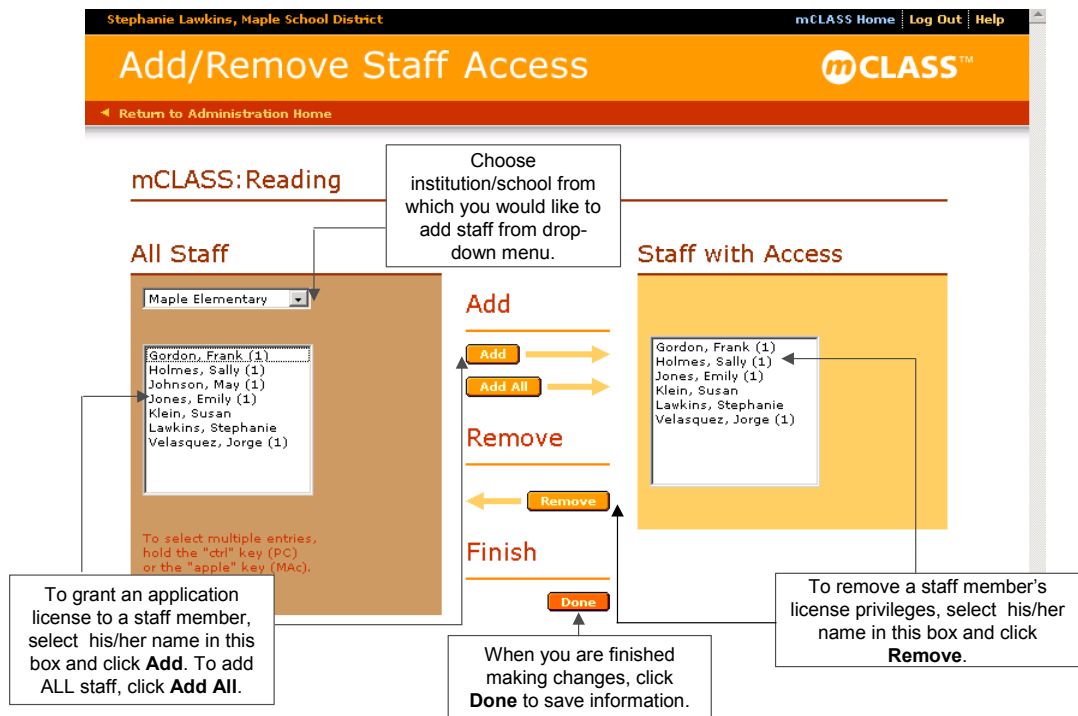 Stephanie Lawkins, Maple School District
mCLASS Home Log Out Help
Add/Remove Staff Access
mCLASS™
Return to Administration Home
mCLASS:Reading
Choose
institution/school from
which you would like to
add staff from drop-
down menu.
All Staff
Maple Elementary
Gordon, Frank (1)
Holmes, Sally (1)
Johnson, May (1)
Jones, Emily (1)
Klein, Susan
Lawkins, Stephanie
Velasquez, Jorge (1)
To select multiple entries,
hold the "ctrl" key (PC)
or the "apple" key (MAc).
To grant an application
license to a staff member,
select his/her name in this
box and click Add. To add
ALL staff, click Add All.
Add
Add
Add All
Remove
Remove
Finish
Done
When you are finished
making changes, click
Done to save information.
Staff with Access
Gordon, Frank (1)
Holmes, Sally (1)
Jones, Emily (1)
Klein, Susan
Lawkins, Stephanie
Velasquez, Jorge (1)
To remove a staff member's
license privileges, select his/her
name in this box and click
Remove.